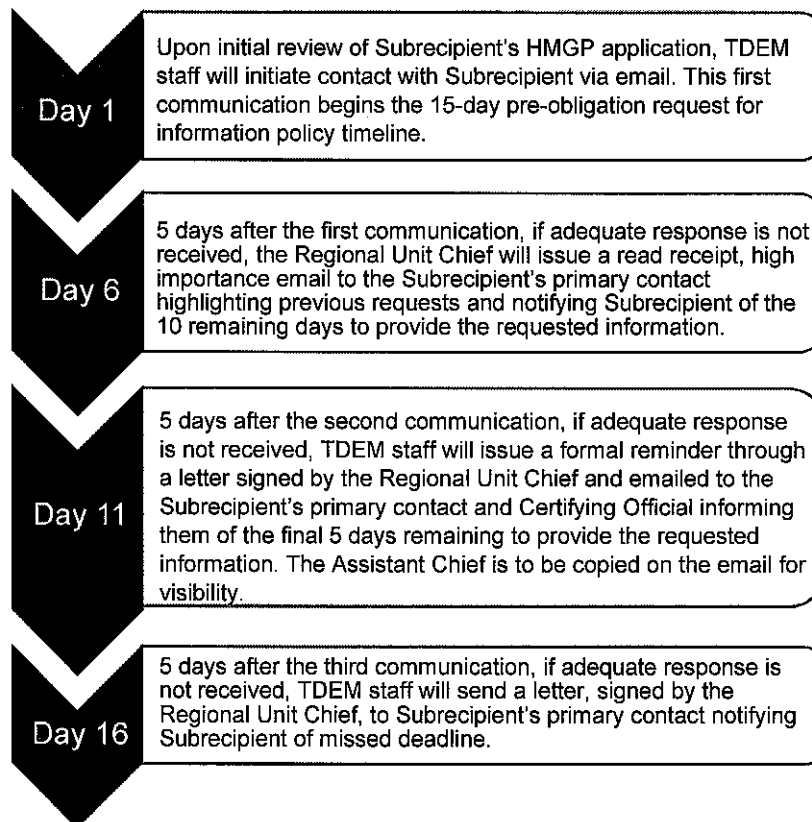 Day 1
Upon initial review of Subrecipient's HMGP application, TDEM
staff will initiate contact with Subrecipient via email. This first
communication begins the 15-day pre-obligation request for
information policy timeline.
Day 6
5 days after the first communication, if adequate response is not
received, the Regional Unit Chief will issue a read receipt, high
importance email to the Subrecipient's primary contact
highlighting previous requests and notifying Subrecipient of the
10 remaining days to provide the requested information.
Day 11
5 days after the second communication, if adequate response
is not received, TDEM staff will issue a formal reminder through
a letter signed by the Regional Unit Chief and emailed to the
Subrecipient's primary contact and Certifying Official informing
them of the final 5 days remaining to provide the requested
information. The Assistant Chief is to be copied on the email for
visibility.
Day 16
5 days after the third communication, if adequate response is
not received, TDEM staff will send a letter, signed by the
Regional Unit Chief, to Subrecipient's primary contact notifying
Subrecipient of missed deadline.